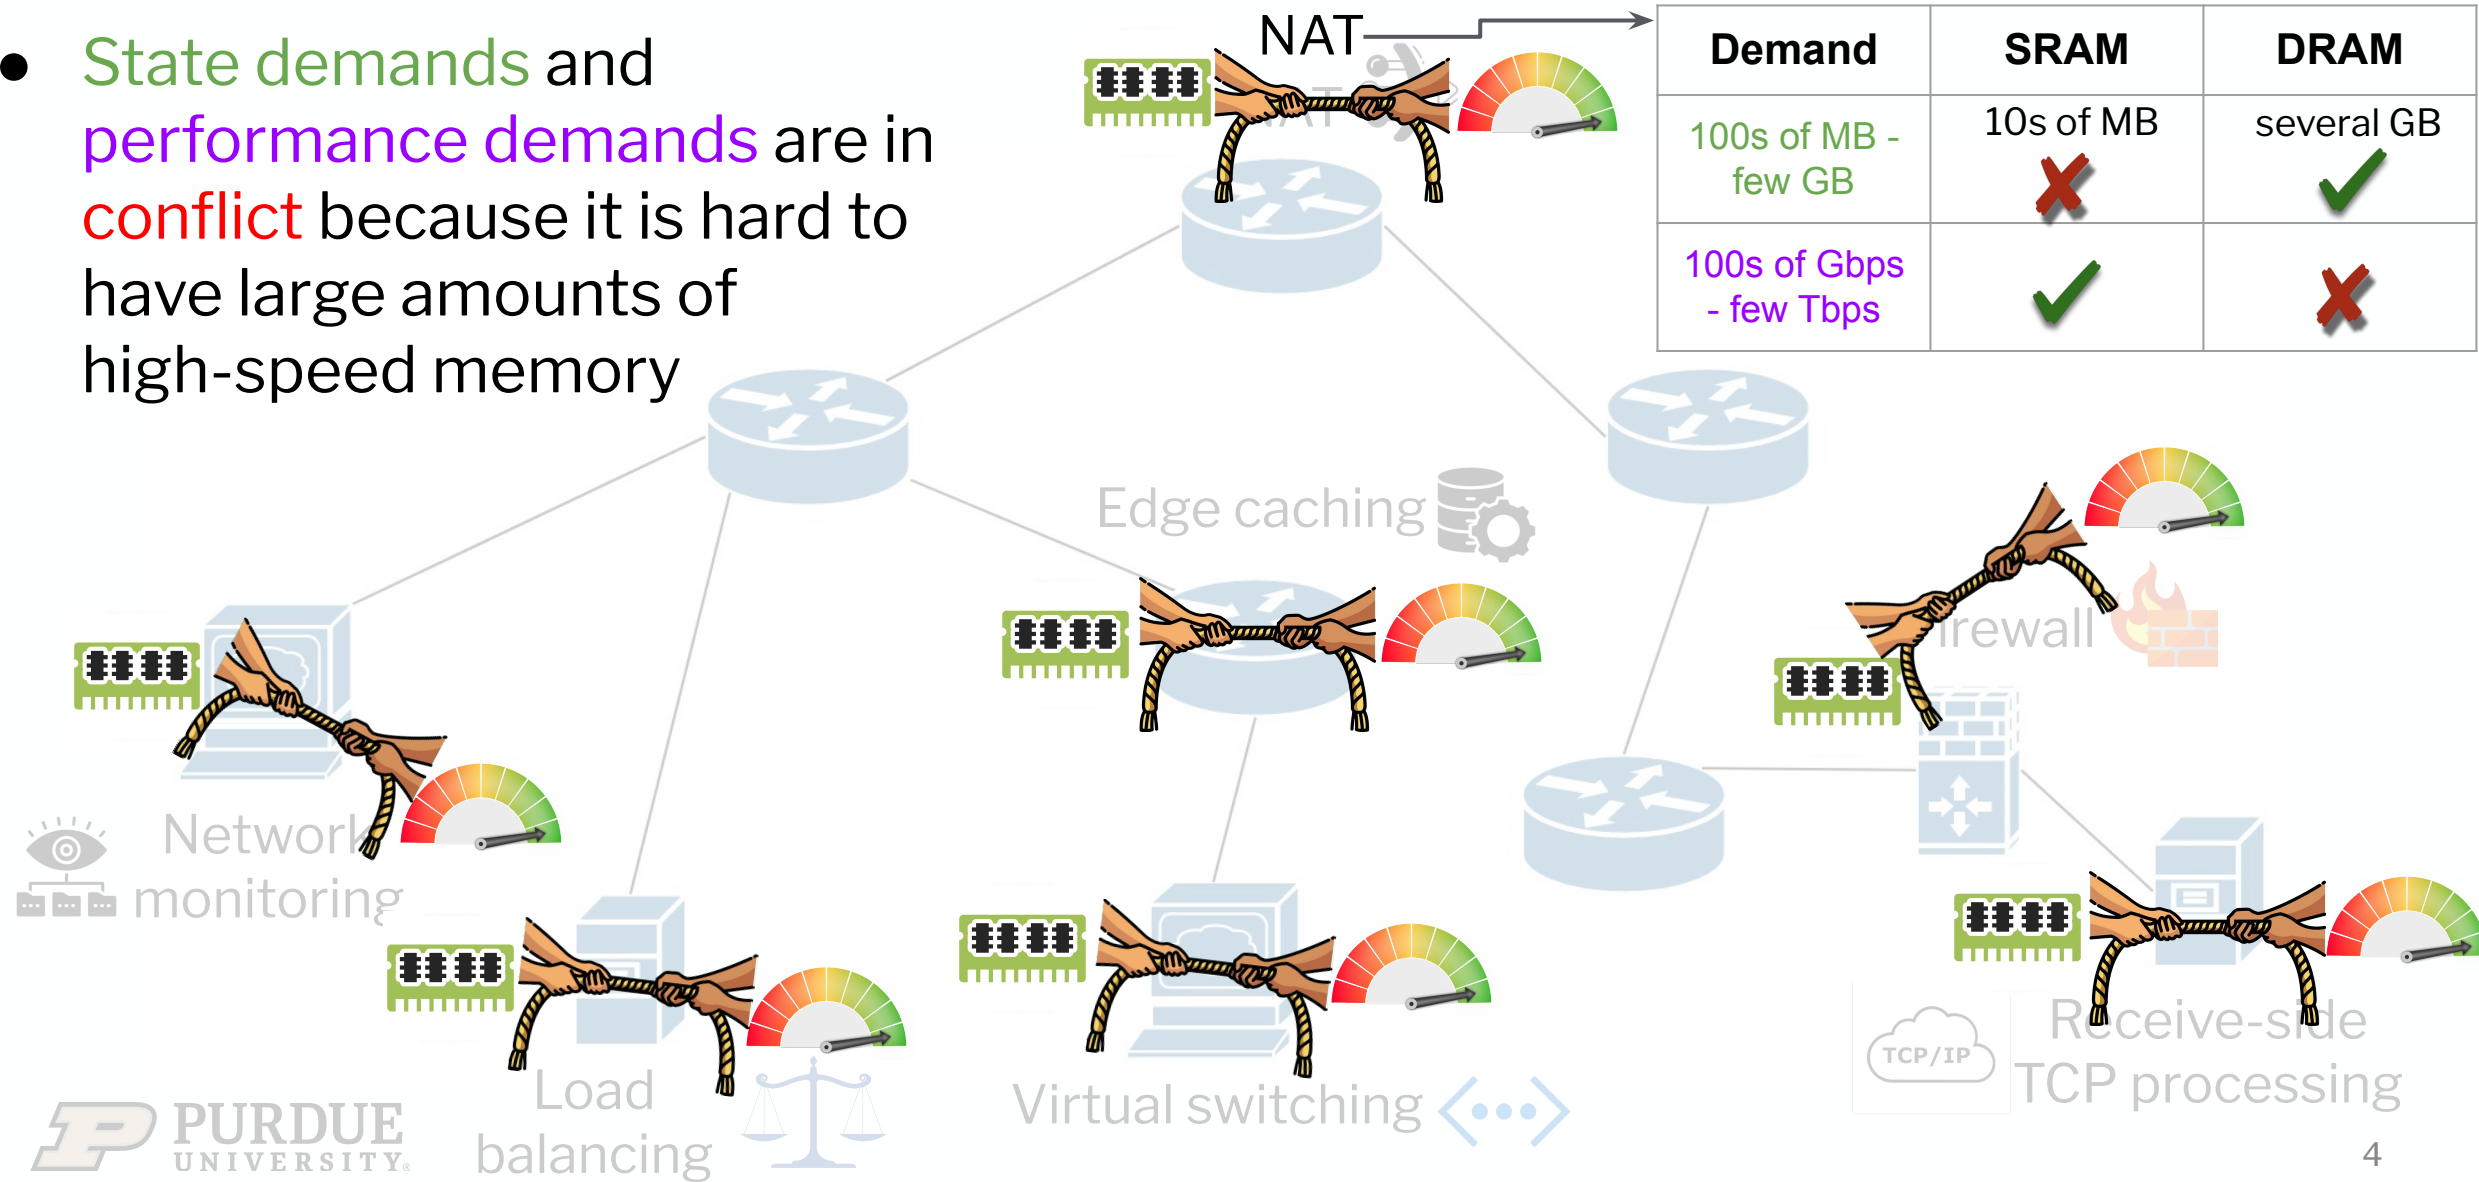 ● State demands and
performance demands are in
conflict because it is hard to
have large amounts of
high-speed memory
NAT
NAT
Demand SRAM DRAM
100s of MB -
few GB
10s of MB
several GB
100s of Gbps
- few Tbps
Edge caching
irewall
Network
monitoring
Load
balancing
Virtual switching
TCP/IP
Receive-side
TCP processing
PURDUE
UNIVERSITY®
4